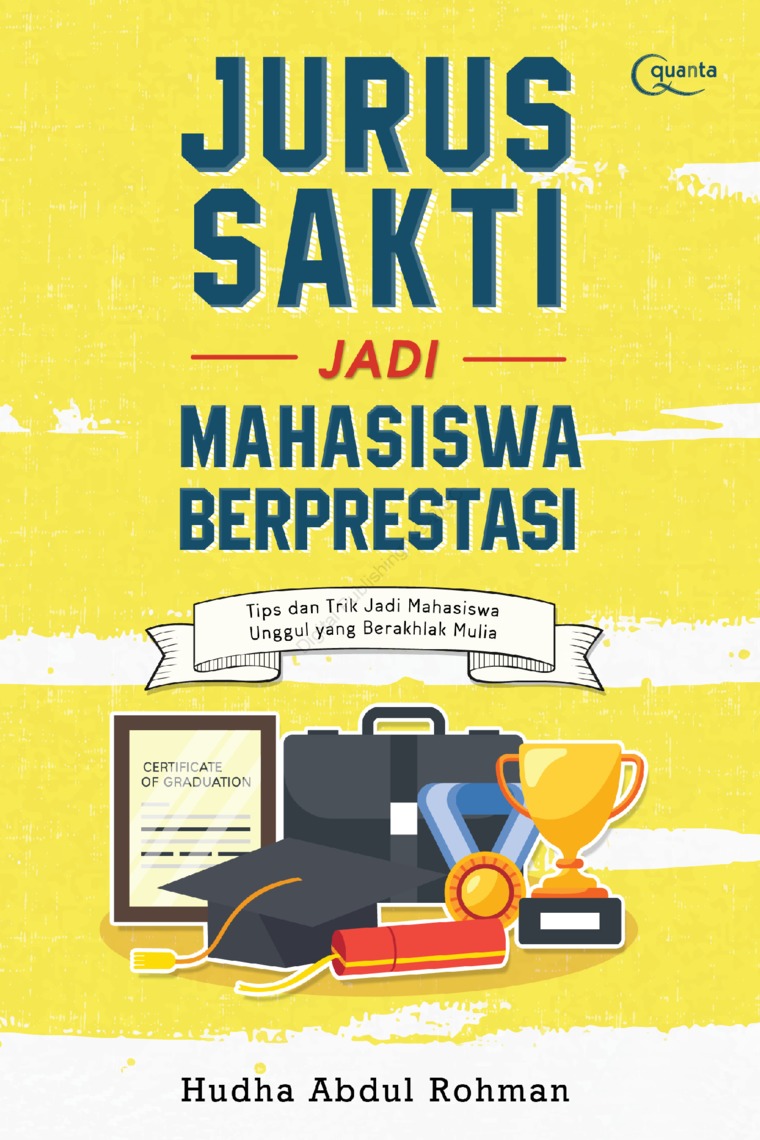 quanta
JURUS
SAKTI
JADI
MAHASISWA
BERPRESTASI
Tips dan Trik Jadi Mahasiswa
Unggul yang Berakhlak Mulia
CERTIFICATE
OF GRADUATION
Hudha Abdul Rohman